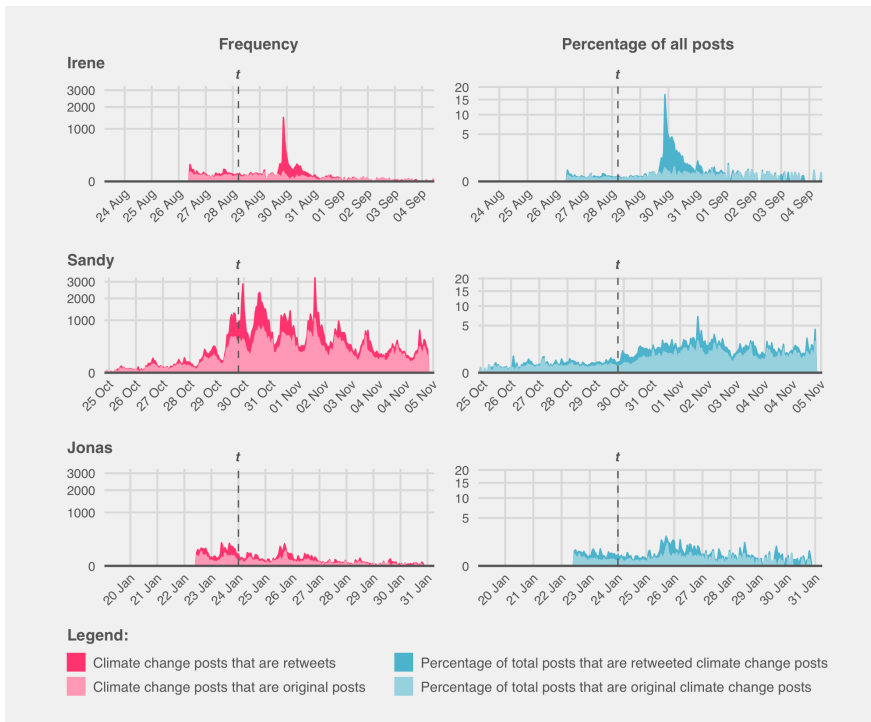 Frequency
Percentage of all posts
Irene
t
3000
2000
1000
0
24 Aug
25 Aug
26 Aug
27 Aug
28 Aug
29 Aug
30 Aug
31 Aug
01 Sep
02 Sep
03 Sep
04 Sep
t
20
15
10
5
0
24 Aug
25 Aug
26 Aug
27 Aug
28 Aug
29 Aug
30 Aug
31 Aug
01 Sep
02 Sep
03 Sep
04 Sep
Sandy
t
3000
2000
1000
0
25 Oct
26 Oct
27 Oct
28 Oct
29 Oct
30 Oct
31 Oct
01 Nov
02 Nov
03 Nov
04 Nov
04 Nov
05 Nov
t
20
15
10
5
0
25 Oct
26 Oct
27 Oct
28 Oct
29 Oct
30 Oct
31 Oct
01 Nov
02 Nov
03 Nov
04 Nov
04 Nov
05 Nov
Jonas
t
3000
2000
1000
0
20 Jan
21 Jan
22 Jan
23 Jan
24 Jan
25 Jan
26 Jan
27 Jan
28 Jan
29 Jan
30 Jan
31 Jan
t
20
15
10
5
0
20 Jan
21 Jan
22 Jan
23 Jan
24 Jan
25 Jan
26 Jan
27 Jan
28 Jan
29 Jan
30 Jan
31 Jan
Legend:
Climate change posts that are retweets
Percentage of total posts that are retweeted climate change posts
Climate change posts that are original posts
Percentage of total posts that are original climate change posts